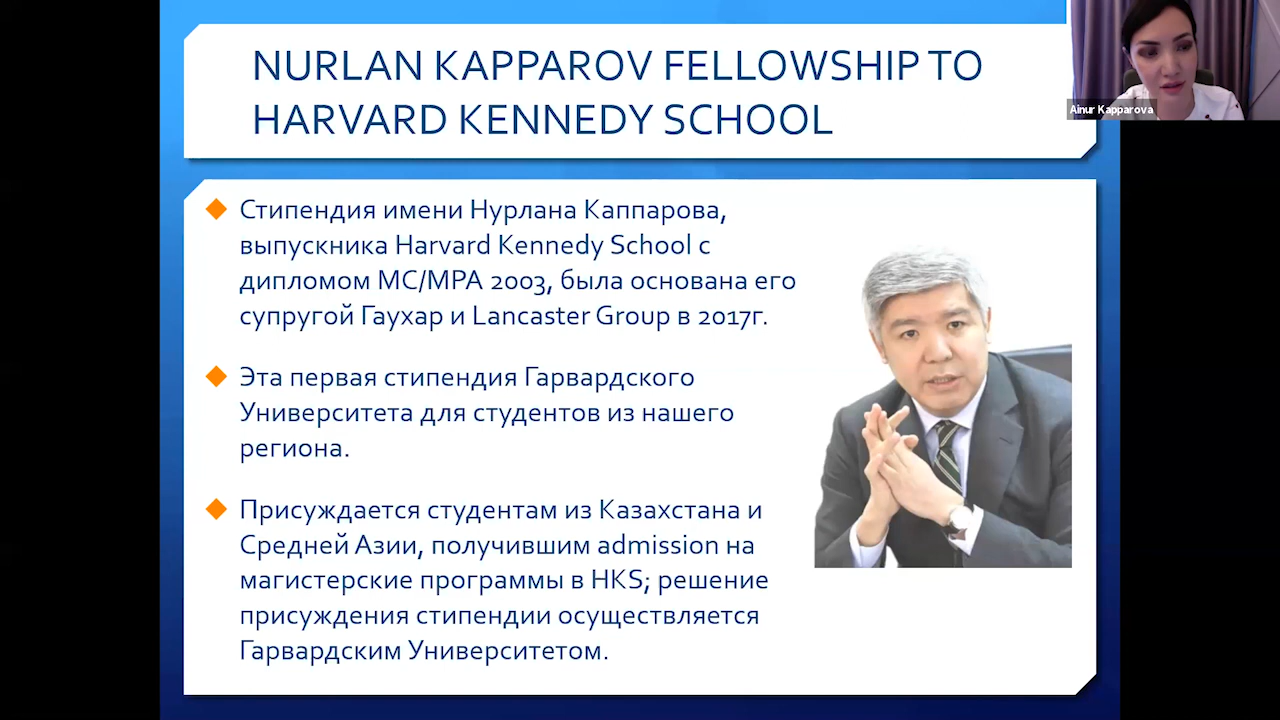 NURLAN KAPPAROV FELLOWSHIP TO
HARVARD KENNEDY SCHOOL
Ainur Kapparova
Стипендия имени Нурлана Каппарова,
выпускника Harvard Kennedy School с
дипломом MC/MPA 2003, была основана его
супругой Гаухар и Lancaster Group в 2017г.
Эта первая стипендия Гарвардского
Университета для студентов из нашего
региона.
Присуждается студентам из Казахстана и
Средней Азии, получившим admission на
магистерские программы в HKS; решение
присуждения стипендии осуществляется
Гарвардским Университетом.